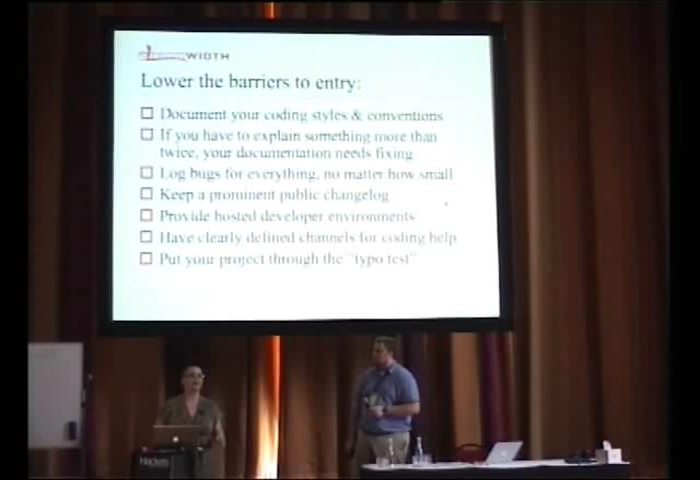 WIDTH
Lower the barriers to entry:
Document your coding styles & conventions
If you have to explain something more than
twice, your documentation needs fixing
Log bugs for everything, no matter how small
Keep a prominent public changelog
Provide hosted developer environments
Have clearly defined channels for coding help
Put your project through the "typo test"